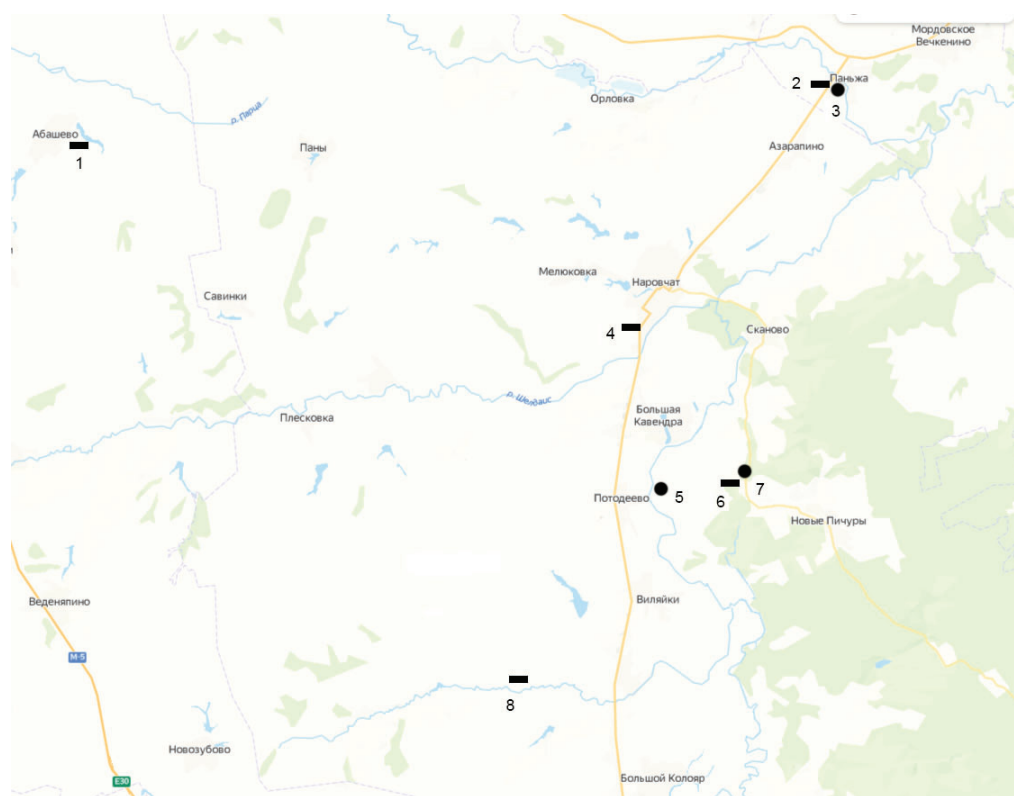 Мордовское
Вечкенино
2
Паньжа
Орловка
3
р. Парца
Абашево
1
Паны
Азарапино
Мелюковка
Наровчат
Савинки
4
Сканово
р. Шелдаис
Плесковка
Большая
Кавендра
7
6
5
Потодеево
Новые Пичуры
Веденяпино
Виляйки
М-5
8
Новозубово
Большой Колояр
E30